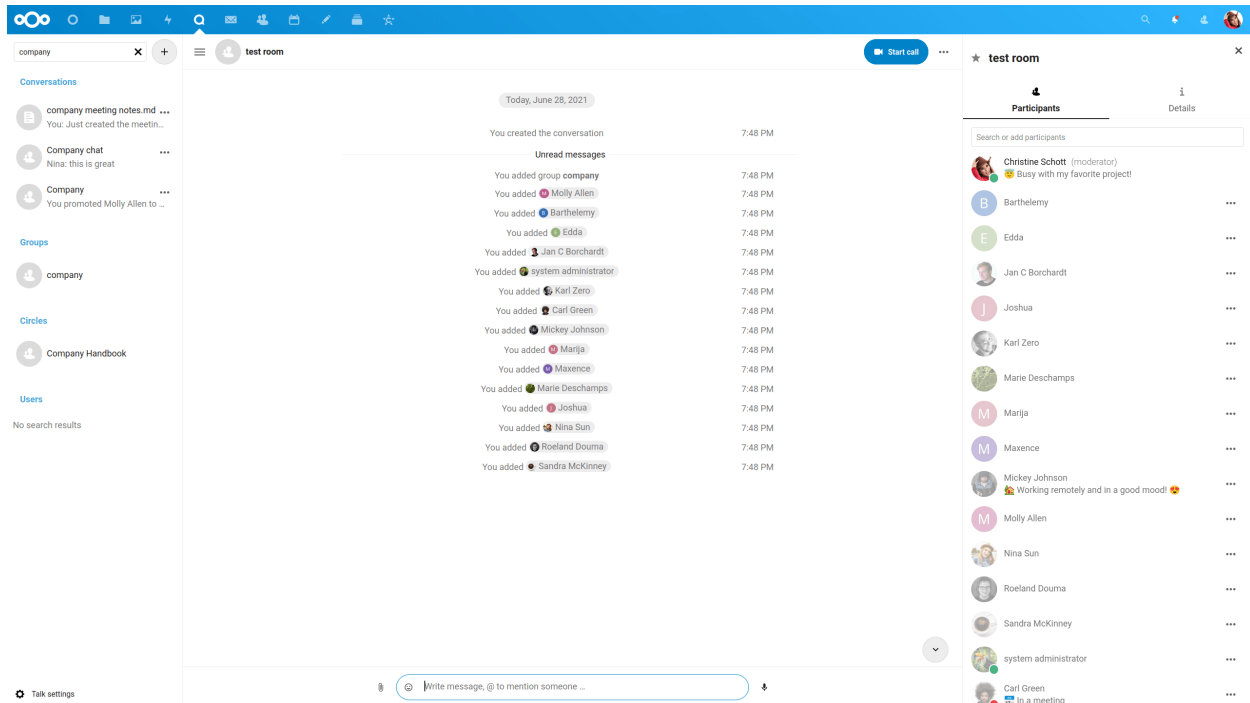 company
test room
Start call
Conversations
company meeting notes.md
You: Just created the meetin...
Company chat
Nina: this is great
Company
You promoted Molly Allen to ...
Groups
company
Circles
Company Handbook
Users
No search results
Talk settings
Today, June 28, 2021
You created the conversation 7:48 PM
Unread messages
You added group company 7:48 PM
You added M Molly Allen 7:48 PM
You added B Barthelemy 7:48 PM
You added E Edda 7:48 PM
You added Jan C Borchardt 7:48 PM
You added system administrator 7:48 PM
You added Karl Zero 7:48 PM
You added Carl Green 7:48 PM
You added Mickey Johnson 7:48 PM
You added M Marija 7:48 PM
You added M Maxence 7:48 PM
You added Marie Deschamps 7:48 PM
You added J Joshua 7:48 PM
You added Nina Sun 7:48 PM
You added Roeland Douma 7:48 PM
You added Sandra McKinney 7:48 PM
Write message, @ to mention someone ...
test room
Participants
Details
Search or add participants
Christine Schott (moderator)
😇 Busy with my favorite project!
B Barthelemy
E Edda
Jan C Borchardt
J Joshua
Karl Zero
Marie Deschamps
M Marija
M Maxence
Mickey Johnson
🏡 Working remotely and in a good mood! 😍
M Molly Allen
Nina Sun
Roeland Douma
Sandra McKinney
system administrator
Carl Green
📅 In a meeting